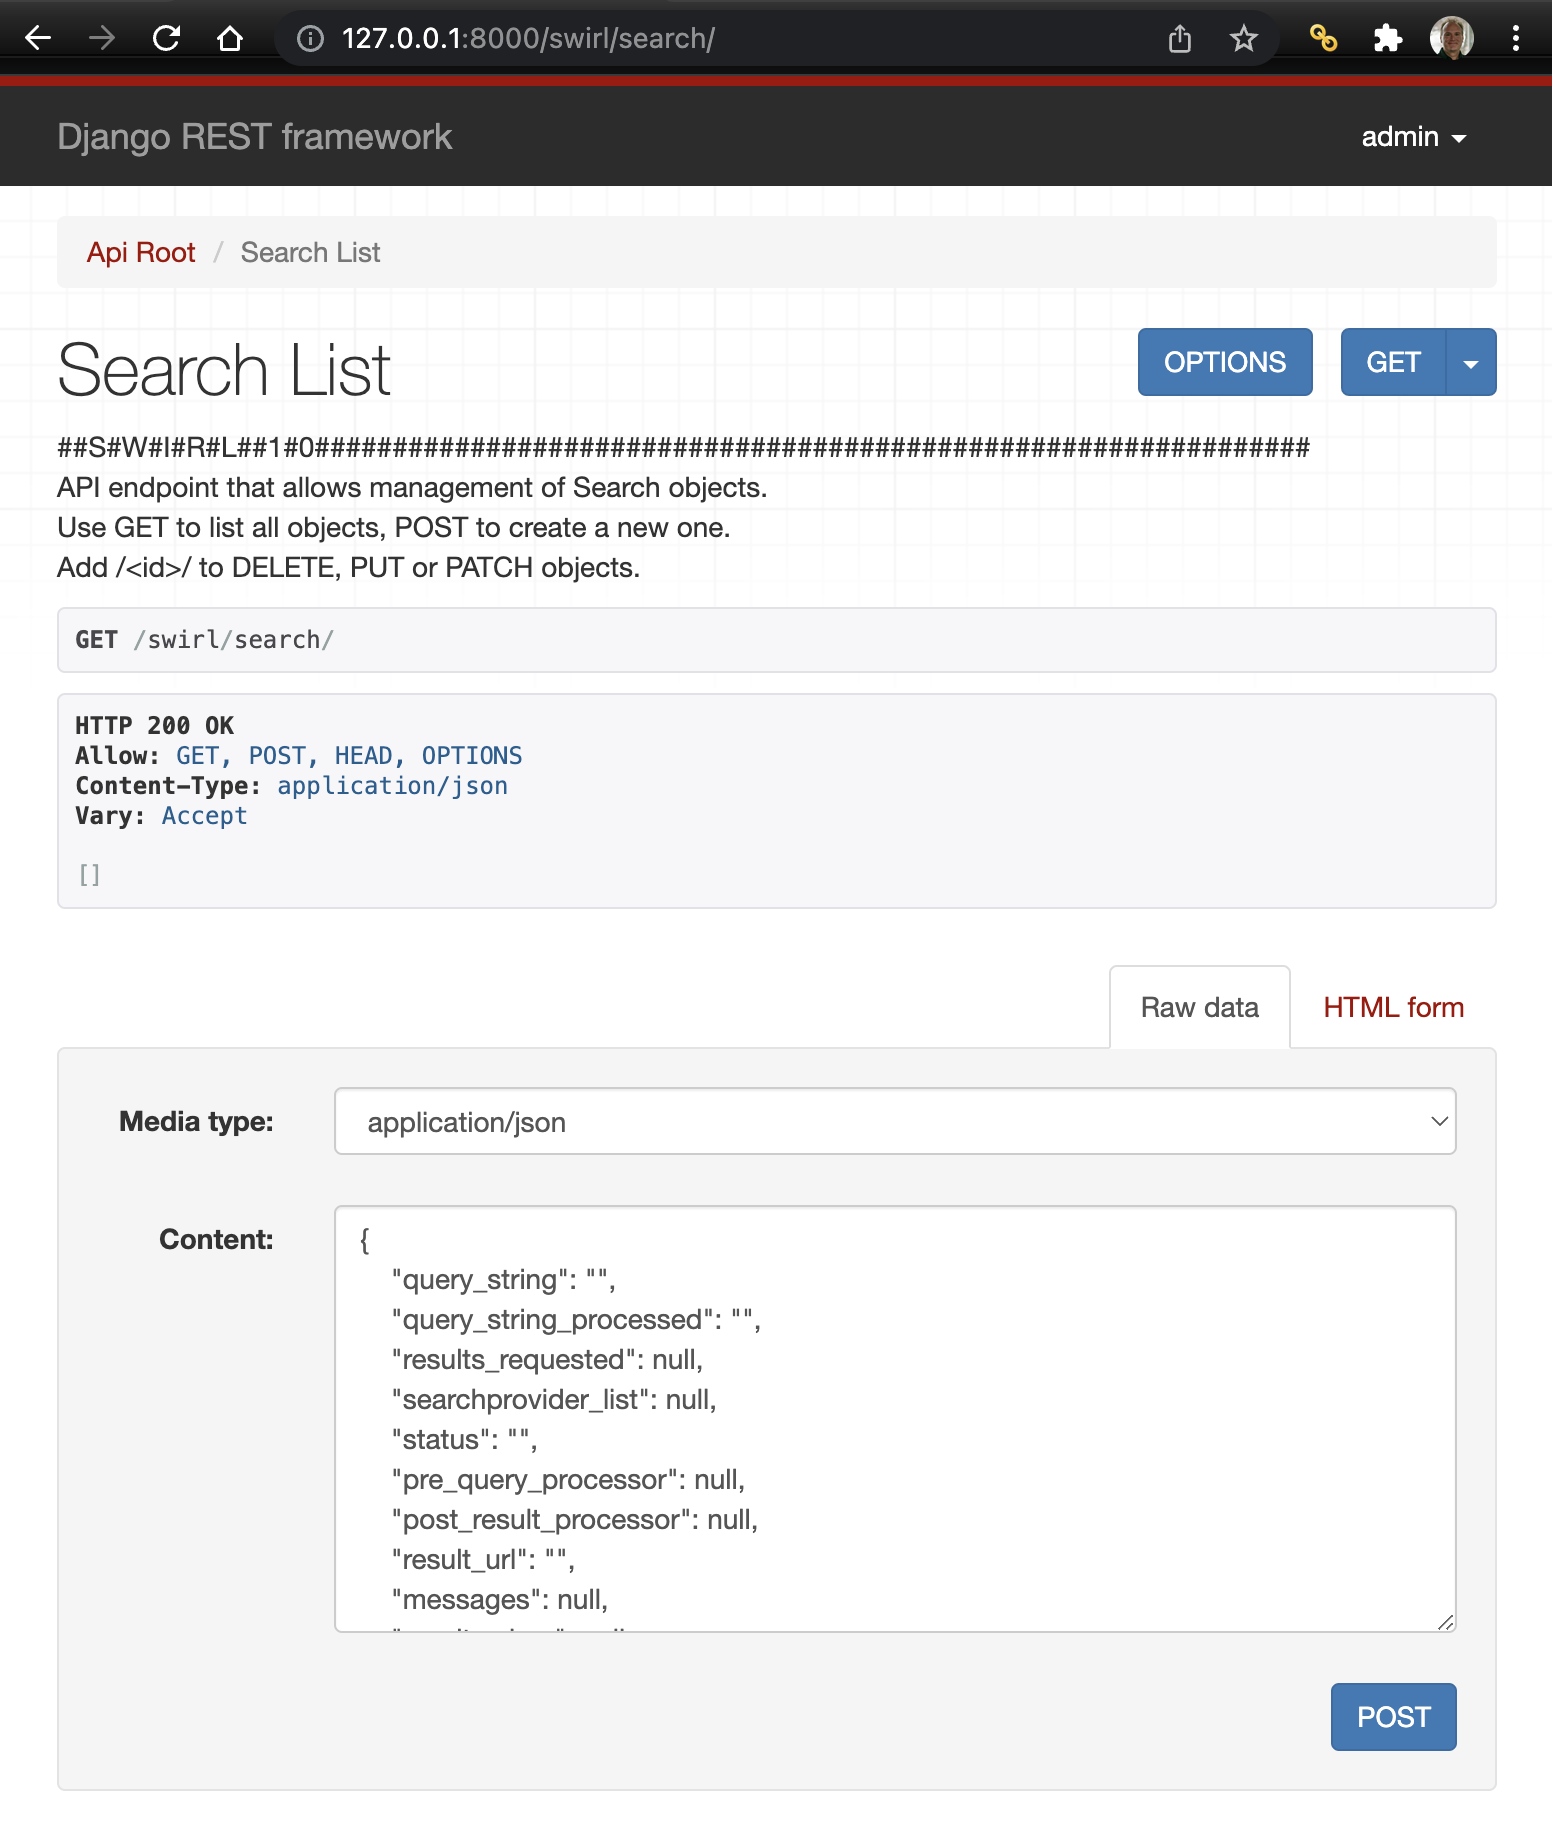 127.0.0.1:8000/swirl/search/
Django REST framework
admin
Api Root / Search List
Search List
OPTIONS
GET
##S#W#I#R#L##1#0################################################################
API endpoint that allows management of Search objects.
Use GET to list all objects, POST to create a new one.
Add /<id>/ to DELETE, PUT or PATCH objects.
GET /swirl/search/
HTTP 200 OK
Allow: GET, POST, HEAD, OPTIONS
Content-Type: application/json
Vary: Accept
[]
Raw data
HTML form
Media type:
application/json
Content:
{
"query_string": "",
"query_string_processed": "",
"results_requested": null,
"searchprovider_list": null,
"status": "",
"pre_query_processor": null,
"post_result_processor": null,
"result_url": "",
"messages": null,
POST